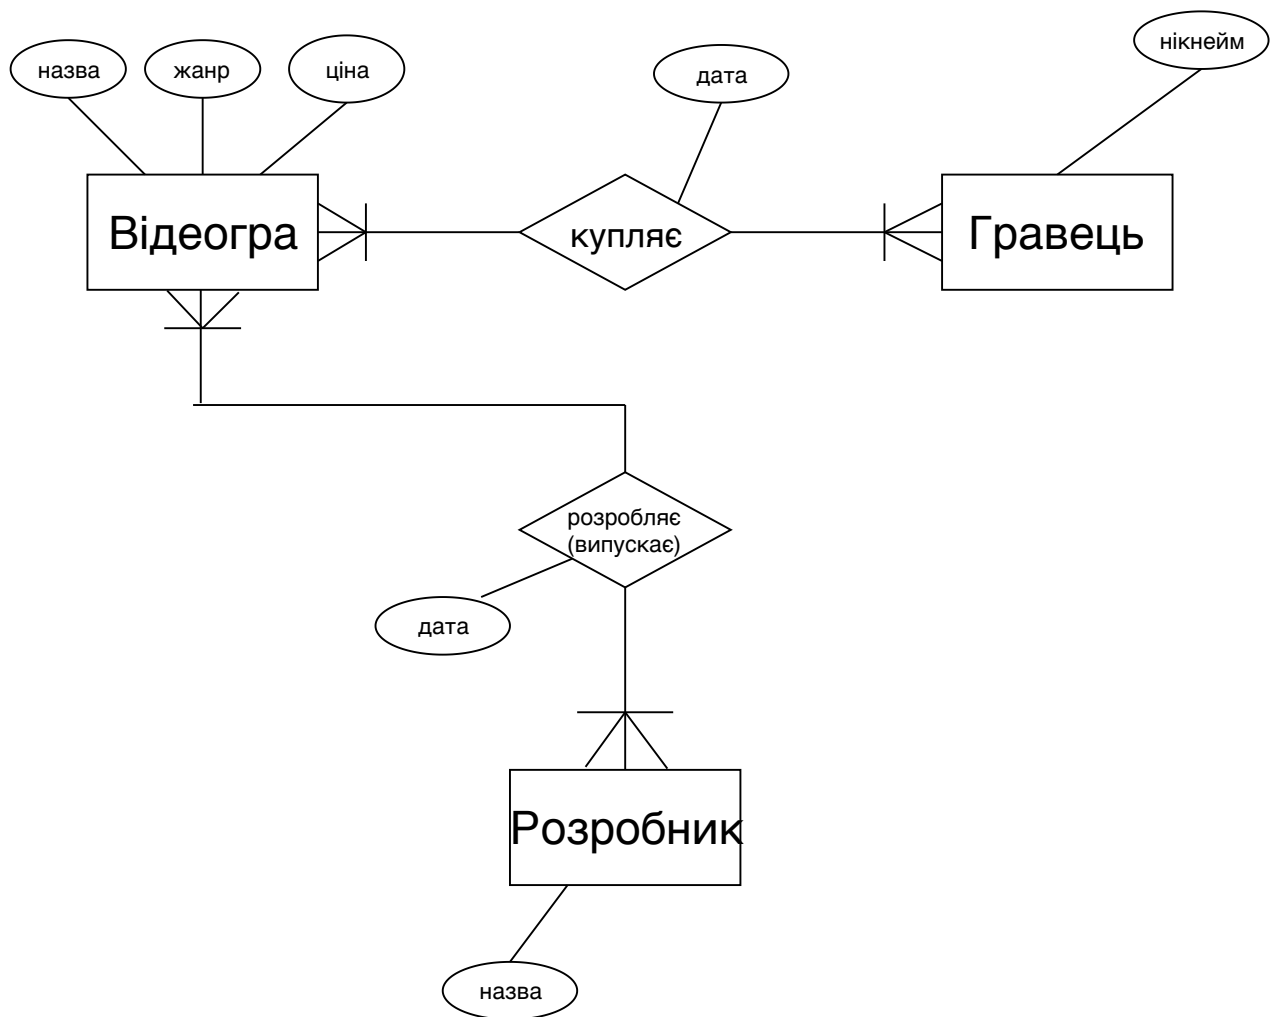 нікнейм
назва
жанр
ціна
дата
Відеогра
купляє
Гравець
розробляє
(випускає)
дата
Розробник
назва